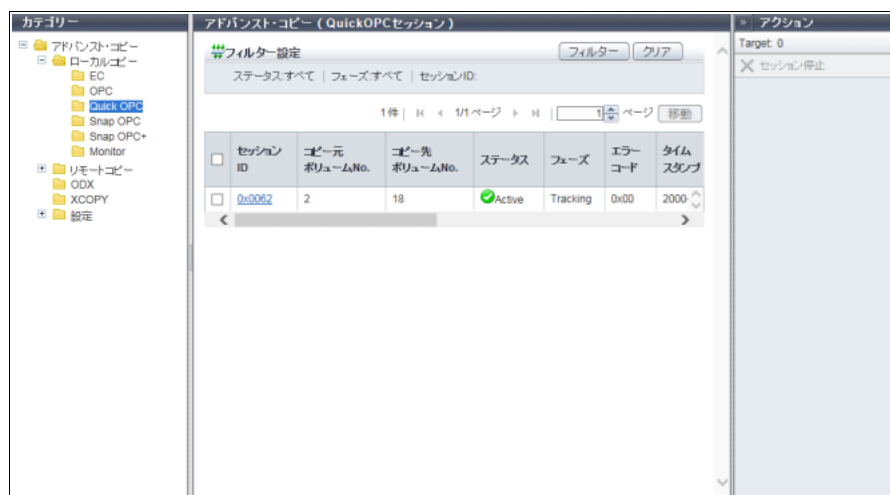 カテゴリー
アドバンスト・コピー
ローカルコピー
EC
OPC
Quick OPC
Snap OPC
Snap OPC+
Monitor
リモートコピー
ODX
XCOPY
設定
アドバンスト・コピー ( QuickOPCセッション )
フィルター設定
フィルター クリア
ステータス:すべて | フェーズ:すべて | セッションID:
1件 | 1/1ページ | 1 ページ 移動
セッションID コピー元ボリュームNo. コピー先ボリュームNo. ステータス フェーズ エラーコード タイムスタンプ
0x0062 2 18 Active Tracking 0x00 2000-
» アクション
Target: 0
セッション停止